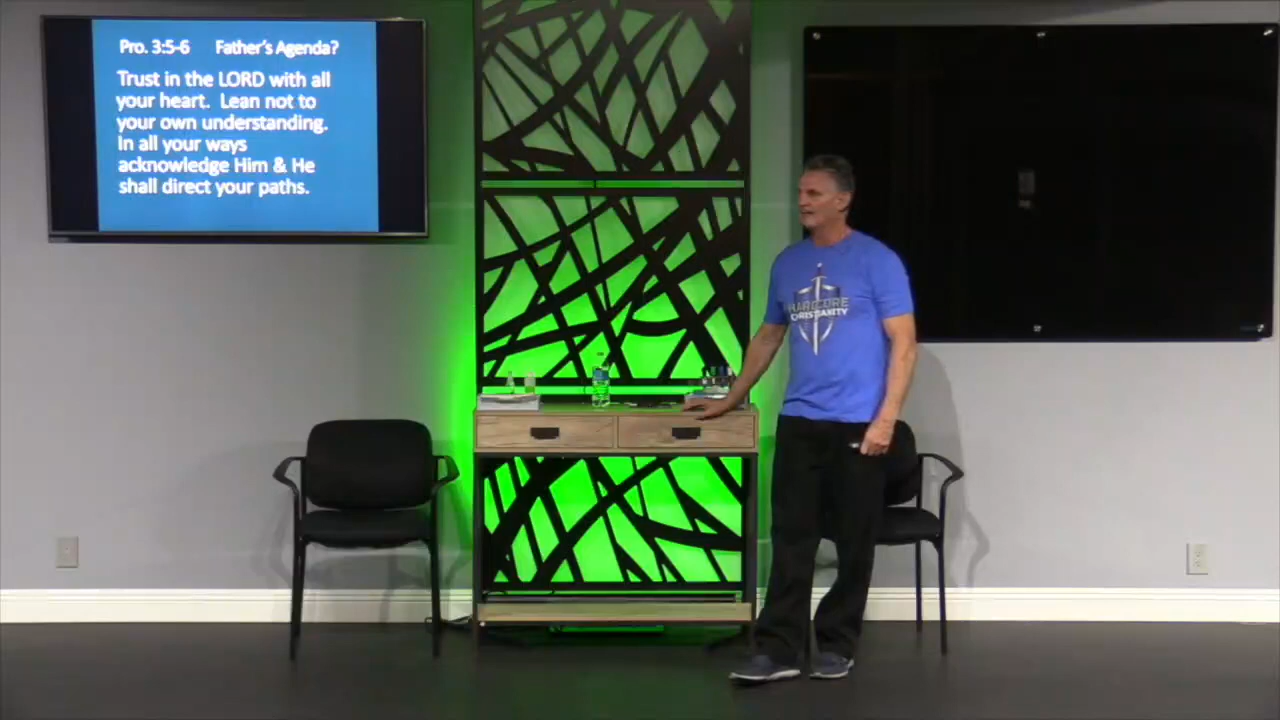 Pro. 3:5-6 Father's Agenda?
Trust in the LORD with all
your heart. Lean not to
your own understanding.
In all your ways
acknowledge Him & He
shall direct your paths.
HARDCORE
CHRISTIANITY